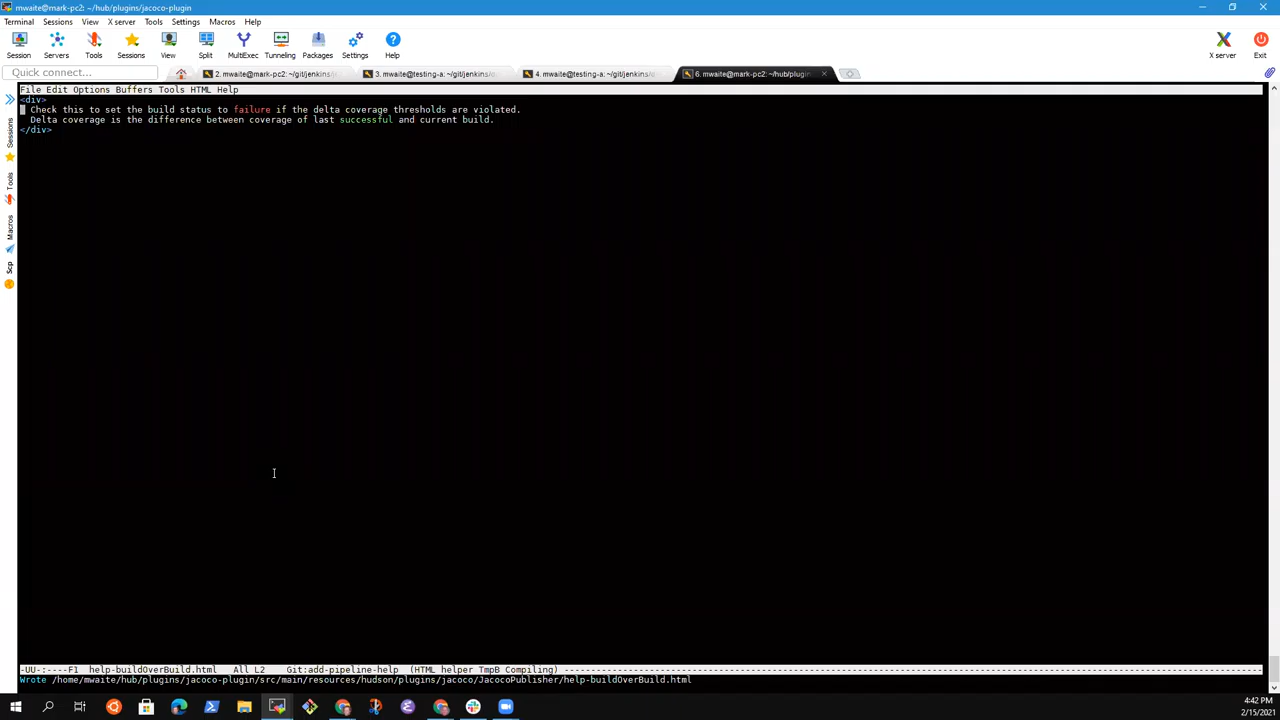 mwaite@mark-pc2: ~/hub/plugins/jacoco-plugin
Terminal Sessions View X server Tools Settings Macros Help
Session Servers Tools Sessions View Split MultiExec Tunneling Packages Settings Help X server Exit
Quick connect... 2. mwaite@mark-pc2: ~/git/jenkins/ 3. mwaite@testing-a: ~/git/jenkins/ 4. mwaite@testing-a: ~/git/jenkins/ 6. mwaite@mark-pc2: ~/hub/plugin
Sessions
Tools
Macros
Scp
File Edit Options Buffers Tools HTML Help
<div>
Check this to set the build status to failure if the delta coverage thresholds are violated.
Delta coverage is the difference between coverage of last successful and current build.
</div>
-UU-:----F1 help-buildOverBuild.html All L2 Git:add-pipeline-help (HTML helper TmpB Compiling) ----------
Wrote /home/mwaite/hub/plugins/jacoco-plugin/src/main/resources/hudson/plugins/jacoco/JacocoPublisher/help-buildOverBuild.html
4:42 PM
2/15/2021